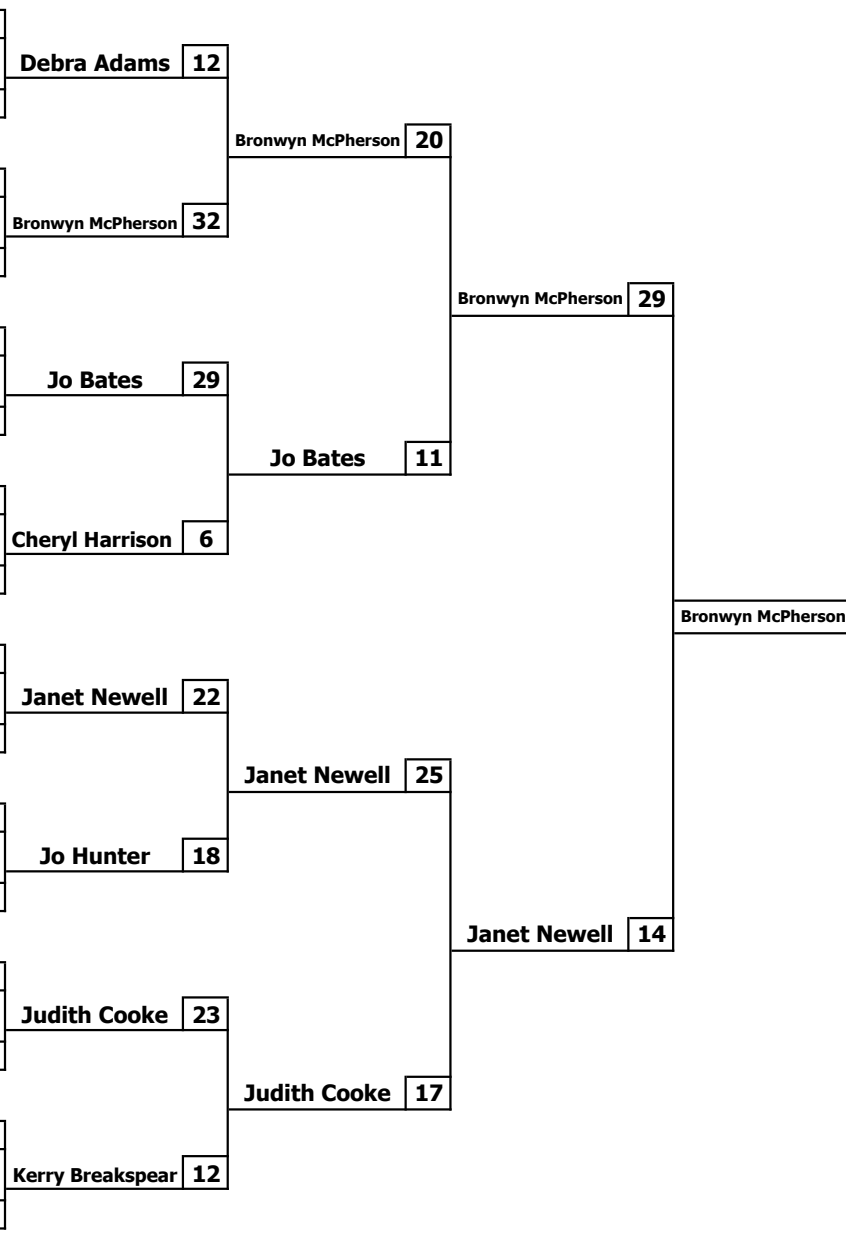 Debra Adams 12
Bronwyn McPherson 20
Bronwyn McPherson 32
Bronwyn McPherson 29
Jo Bates 29
Jo Bates 11
Cheryl Harrison 6
Bronwyn McPherson
Janet Newell 22
Janet Newell 25
Jo Hunter 18
Janet Newell 14
Judith Cooke 23
Judith Cooke 17
Kerry Breakspear 12